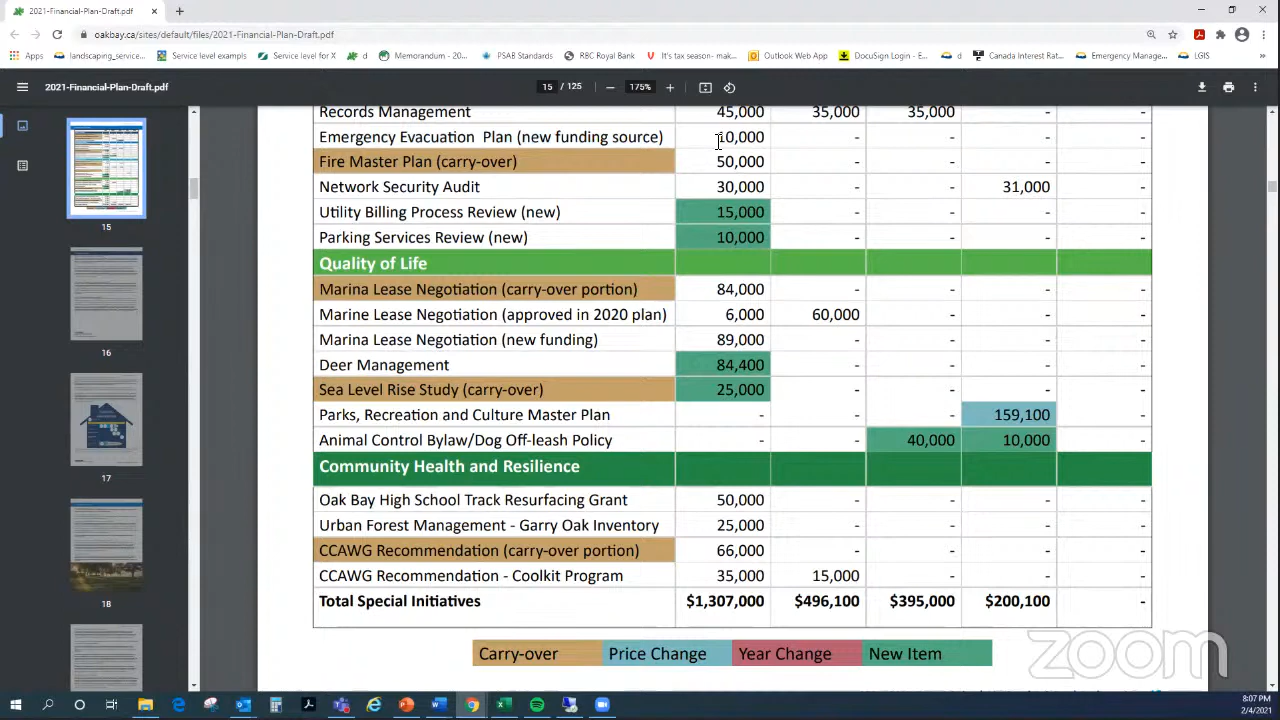 2021-Financial-Plan-Draft.pdf
oakbay.ca/sites/default/files/2021-Financial-Plan-Draft.pdf
Apps landscaping_service... Service level examples Service level for X d Memorandum - 20... PSAB Standards RBC Royal Bank It's tax season- mak... Outlook Web App DocuSign Login - E... d Canada Interest Rat... Emergency Manage... LGIS
2021-Financial-Plan-Draft.pdf 15 / 125 175%
Records Management 45,000 35,000 35,000 - -
Emergency Evacuation Plan (new funding source) 10,000 - - - -
Fire Master Plan (carry-over) 50,000 - - - -
Network Security Audit 30,000 - - 31,000 -
Utility Billing Process Review (new) 15,000 - - - -
Parking Services Review (new) 10,000 - - - -
Quality of Life
Marina Lease Negotiation (carry-over portion) 84,000 - - - -
Marine Lease Negotiation (approved in 2020 plan) 6,000 60,000 - - -
Marina Lease Negotiation (new funding) 89,000 - - - -
Deer Management 84,400 - - - -
Sea Level Rise Study (carry-over) 25,000 - - - -
Parks, Recreation and Culture Master Plan - - - 159,100 -
Animal Control Bylaw/Dog Off-leash Policy - - 40,000 10,000 -
Community Health and Resilience
Oak Bay High School Track Resurfacing Grant 50,000 - - - -
Urban Forest Management - Garry Oak Inventory 25,000 - - - -
CCAWG Recommendation (carry-over portion) 66,000 - - - -
CCAWG Recommendation - Coolkit Program 35,000 15,000 - - -
Total Special Initiatives $1,307,000 $496,100 $395,000 $200,100 -
Carry-over Price Change Year Change New Item
15
16
17
18
zoom
8:07 PM
2/4/2021